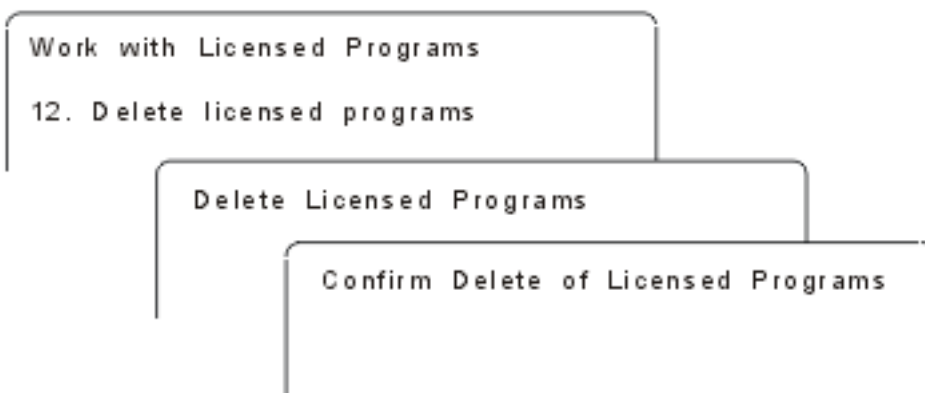 Work with Licensed Programs
12. Delete licensed programs
Delete Licensed Programs
Confirm Delete of Licensed Programs